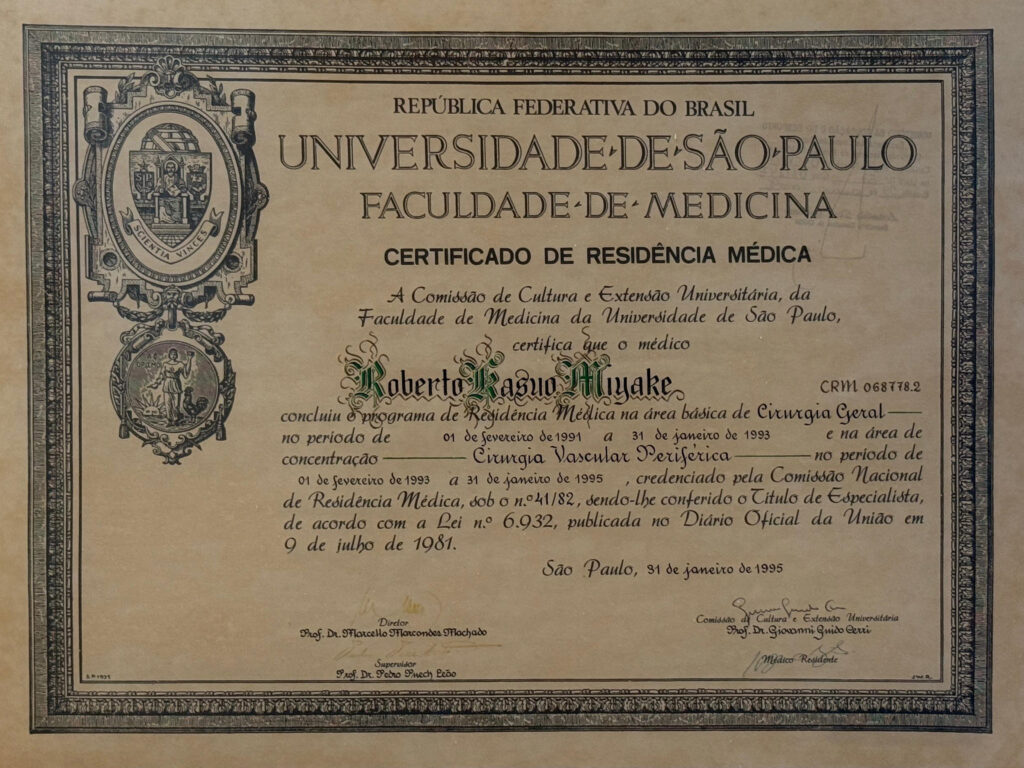 REPÚBLICA FEDERATIVA DO BRASIL
UNIVERSIDADE·DE·SÃO·PAULO
FACULDADE·DE·MEDICINA
SCIENTIA VINCES
CERTIFICADO DE RESIDÊNCIA MÉDICA
A Comissão de Cultura e Extensão Universitária, da
Faculdade de Medicina da Universidade de São Paulo,
certifica que o médico
Roberto Kasuo Miyake CRM 068778.2
concluiu o programa de Residência Médica na área básica de Cirurgia Geral
no período de 01 de fevereiro de 1991 a 31 de janeiro de 1993 e na área de
concentração Cirurgia Vascular Periférica no período de
01 de fevereiro de 1993 a 31 de janeiro de 1995, credenciado pela Comissão Nacional
de Residência Médica, sob o n.º 41/82, sendo-lhe conferido o Título de Especialista,
de acordo com a Lei n.º 6.932, publicada no Diário Oficial da União em
9 de julho de 1981.
São Paulo, 31 de janeiro de 1995
Diretor
Prof. Dr. Marcello Marcondes Machado
Comissão de Cultura e Extensão Universitária
Prof. Dr. Giovanni Guido Cerri
Supervisor
Prof. Dr. Pedro Puech Leão
Médico Residente